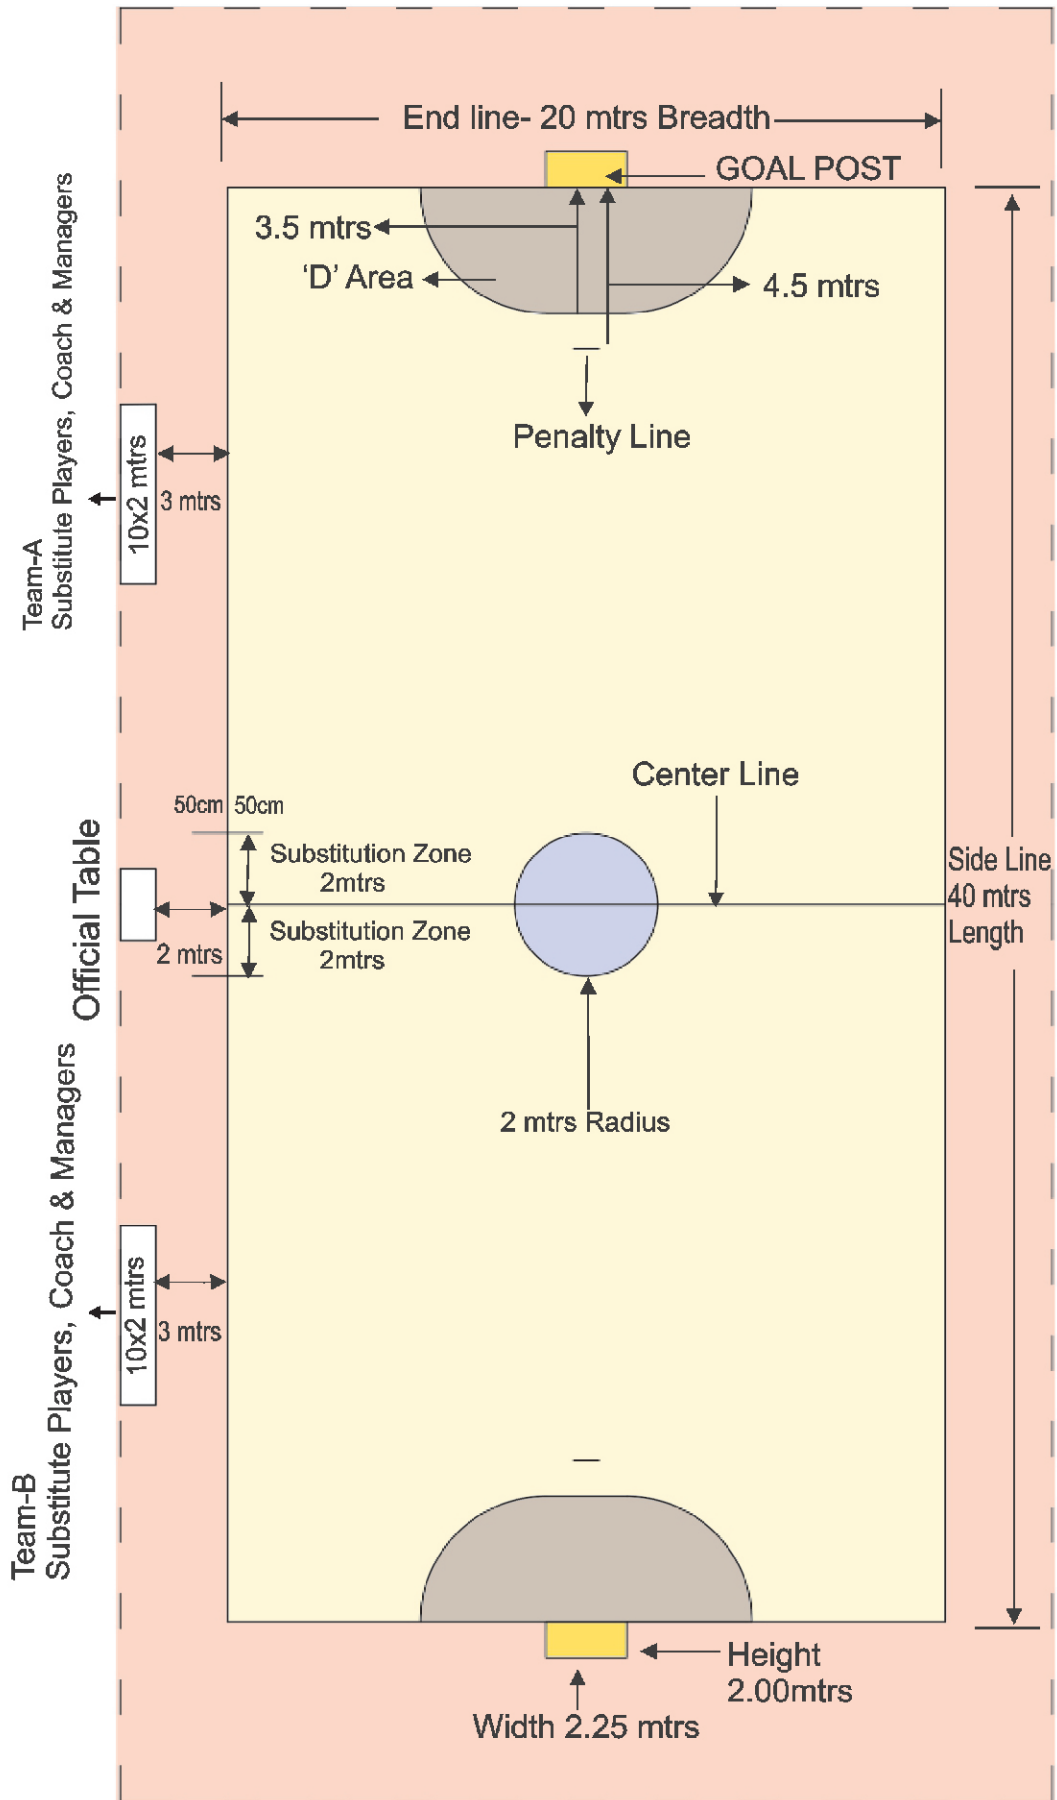 End line- 20 mtrs Breadth
GOAL POST
3.5 mtrs
'D' Area
4.5 mtrs
Penalty Line
Team-A
Substitute Players, Coach & Managers
10x2 mtrs
3 mtrs
Center Line
50cm 50cm
Substitution Zone
2mtrs
Official Table
2 mtrs
Substitution Zone
2mtrs
Side Line
40 mtrs
Length
2 mtrs Radius
Team-B
Substitute Players, Coach & Managers
10x2 mtrs
3 mtrs
Height
2.00mtrs
Width 2.25 mtrs